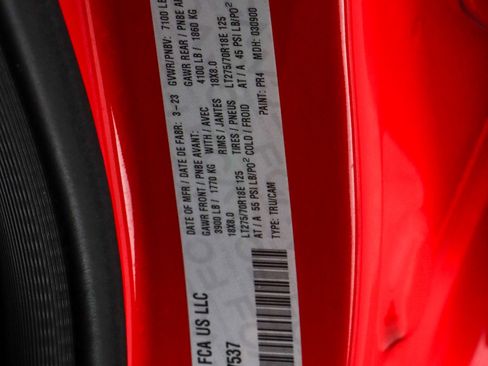 FCA US LLC
DATE OF MFR / DATE DE FABR: 3-23 GVWR/PNBV: 7100 LB
GAWR FRONT / PNBE AVANT: GAWR REAR / PNBE AR
3900 LB / 1770 KG WITH / AVEC 4100 LB / 1860 KG
18X8.0 RIMS / JANTES 18X8.0
LT275/70R18E 125 TIRES / PNEUS LT275/70R18E 125
AT / A 55 PSI LB/PO² COLD / FROID AT / A 45 PSI LB/PO²
TYPE: TRU/CAM PAINT: PR4 MDH: 030900
7537